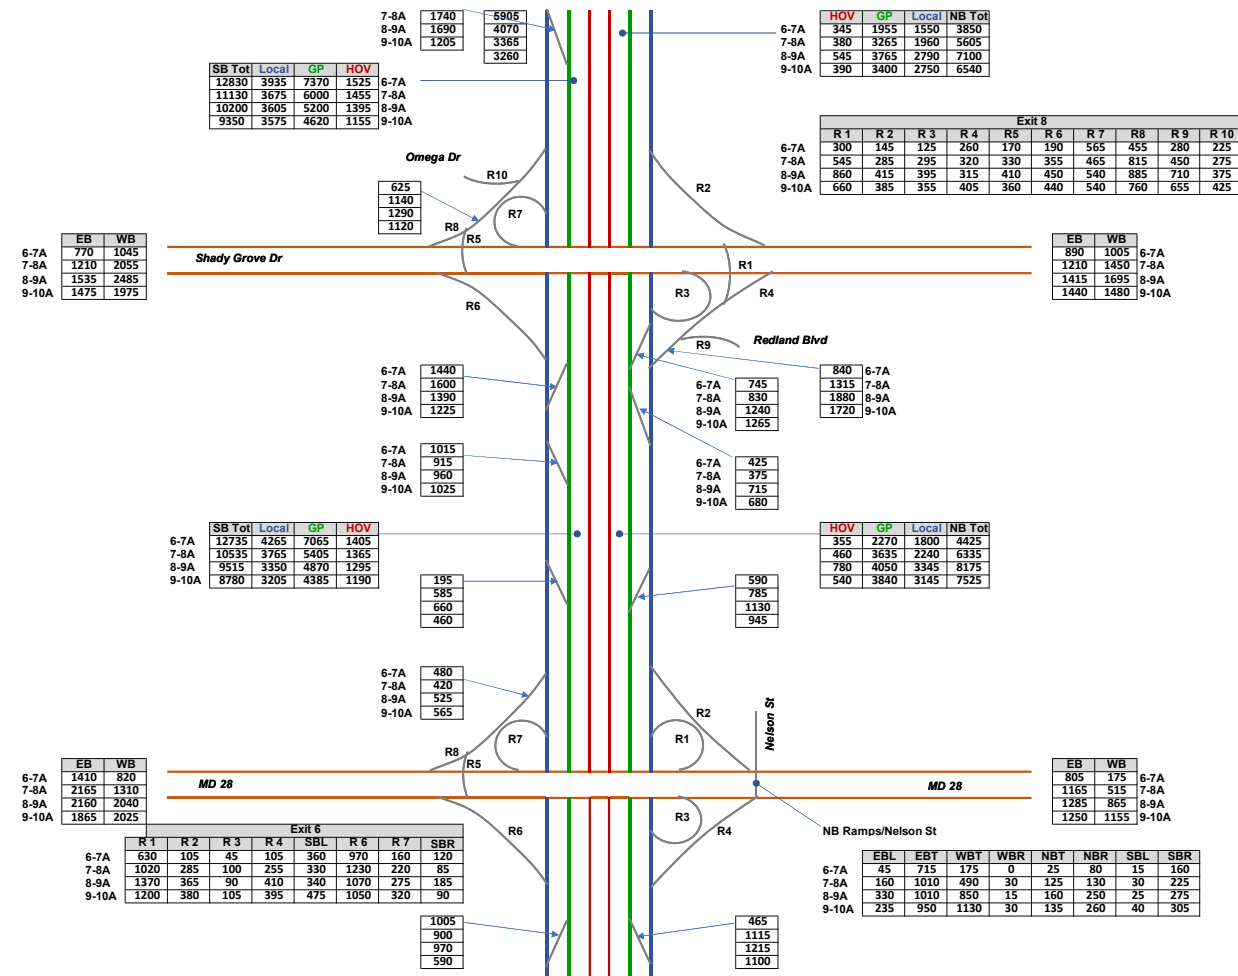 7-8A 1740 5905
8-9A 1690 4070
9-10A 1205 3365
3260
HOV GP Local NB Tot
6-7A 345 1955 1550 3850
7-8A 380 3265 1960 5605
8-9A 545 3765 2790 7100
9-10A 390 3400 2750 6540
SB Tot Local GP HOV
12830 3935 7370 1525 6-7A
11130 3675 6000 1455 7-8A
10200 3605 5200 1395 8-9A
9350 3575 4620 1155 9-10A
Exit 8
R 1 R 2 R 3 R 4 R5 R 6 R 7 R8 R 9 R 10
6-7A 300 145 125 260 170 190 565 455 280 225
7-8A 545 285 295 320 330 355 465 815 450 275
8-9A 860 415 395 315 410 450 540 885 710 375
9-10A 660 385 355 405 360 440 540 760 655 425
Omega Dr
R10
R2
625
1140
1290
1120
R7
R8
R5
EB WB
6-7A 770 1045
7-8A 1210 2055
8-9A 1535 2485
9-10A 1475 1975
Shady Grove Dr
EB WB
890 1005 6-7A
1210 1450 7-8A
1415 1695 8-9A
1440 1480 9-10A
R1
R3
R4
R6
R9
Redland Blvd
6-7A 1440
7-8A 1600
8-9A 1390
9-10A 1225
6-7A 745
7-8A 830
8-9A 1240
9-10A 1265
840 6-7A
1315 7-8A
1880 8-9A
1720 9-10A
6-7A 1015
7-8A 915
8-9A 960
9-10A 1025
6-7A 425
7-8A 375
8-9A 715
9-10A 680
SB Tot Local GP HOV
6-7A 12735 4265 7065 1405
7-8A 10535 3765 5405 1365
8-9A 9515 3350 4870 1295
9-10A 8780 3205 4385 1190
HOV GP Local NB Tot
355 2270 1800 4425
460 3635 2240 6335
780 4050 3345 8175
540 3840 3145 7525
195
585
660
460
590
785
1130
945
6-7A 480
7-8A 420
8-9A 525
9-10A 565
R2
Nelson St
R7
R1
R8
R5
EB WB
6-7A 1410 820
7-8A 2165 1310
8-9A 2160 2040
9-10A 1865 2025
MD 28
MD 28
EB WB
805 175 6-7A
1165 515 7-8A
1285 865 8-9A
1250 1155 9-10A
R3
R4
R6
NB Ramps/Nelson St
Exit 6
R 1 R 2 R 3 R 4 SBL R 6 R 7 SBR
6-7A 630 105 45 105 360 970 160 120
7-8A 1020 285 100 255 330 1230 220 85
8-9A 1370 365 90 410 340 1070 275 185
9-10A 1200 380 105 395 475 1050 320 90
EBL EBT WBT WBR NBT NBR SBL SBR
6-7A 45 715 175 0 25 80 15 160
7-8A 160 1010 490 30 125 130 30 225
8-9A 330 1010 850 15 160 250 25 275
9-10A 235 950 1130 30 135 260 40 305
1005
900
970
590
465
1115
1215
1100